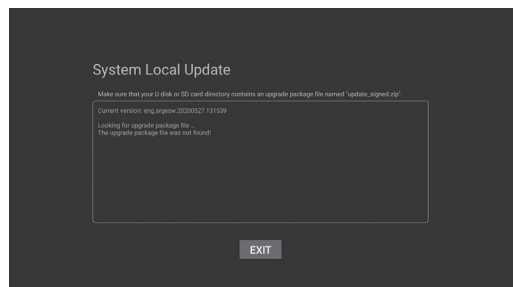 System Local Update
Make sure that your U disk or SD card directory contains an upgrade package file named "update_signed.zip".
Current version: eng.argesw.20200527.131539
Looking for upgrade package file ...
The upgrade package file was not found!
EXIT